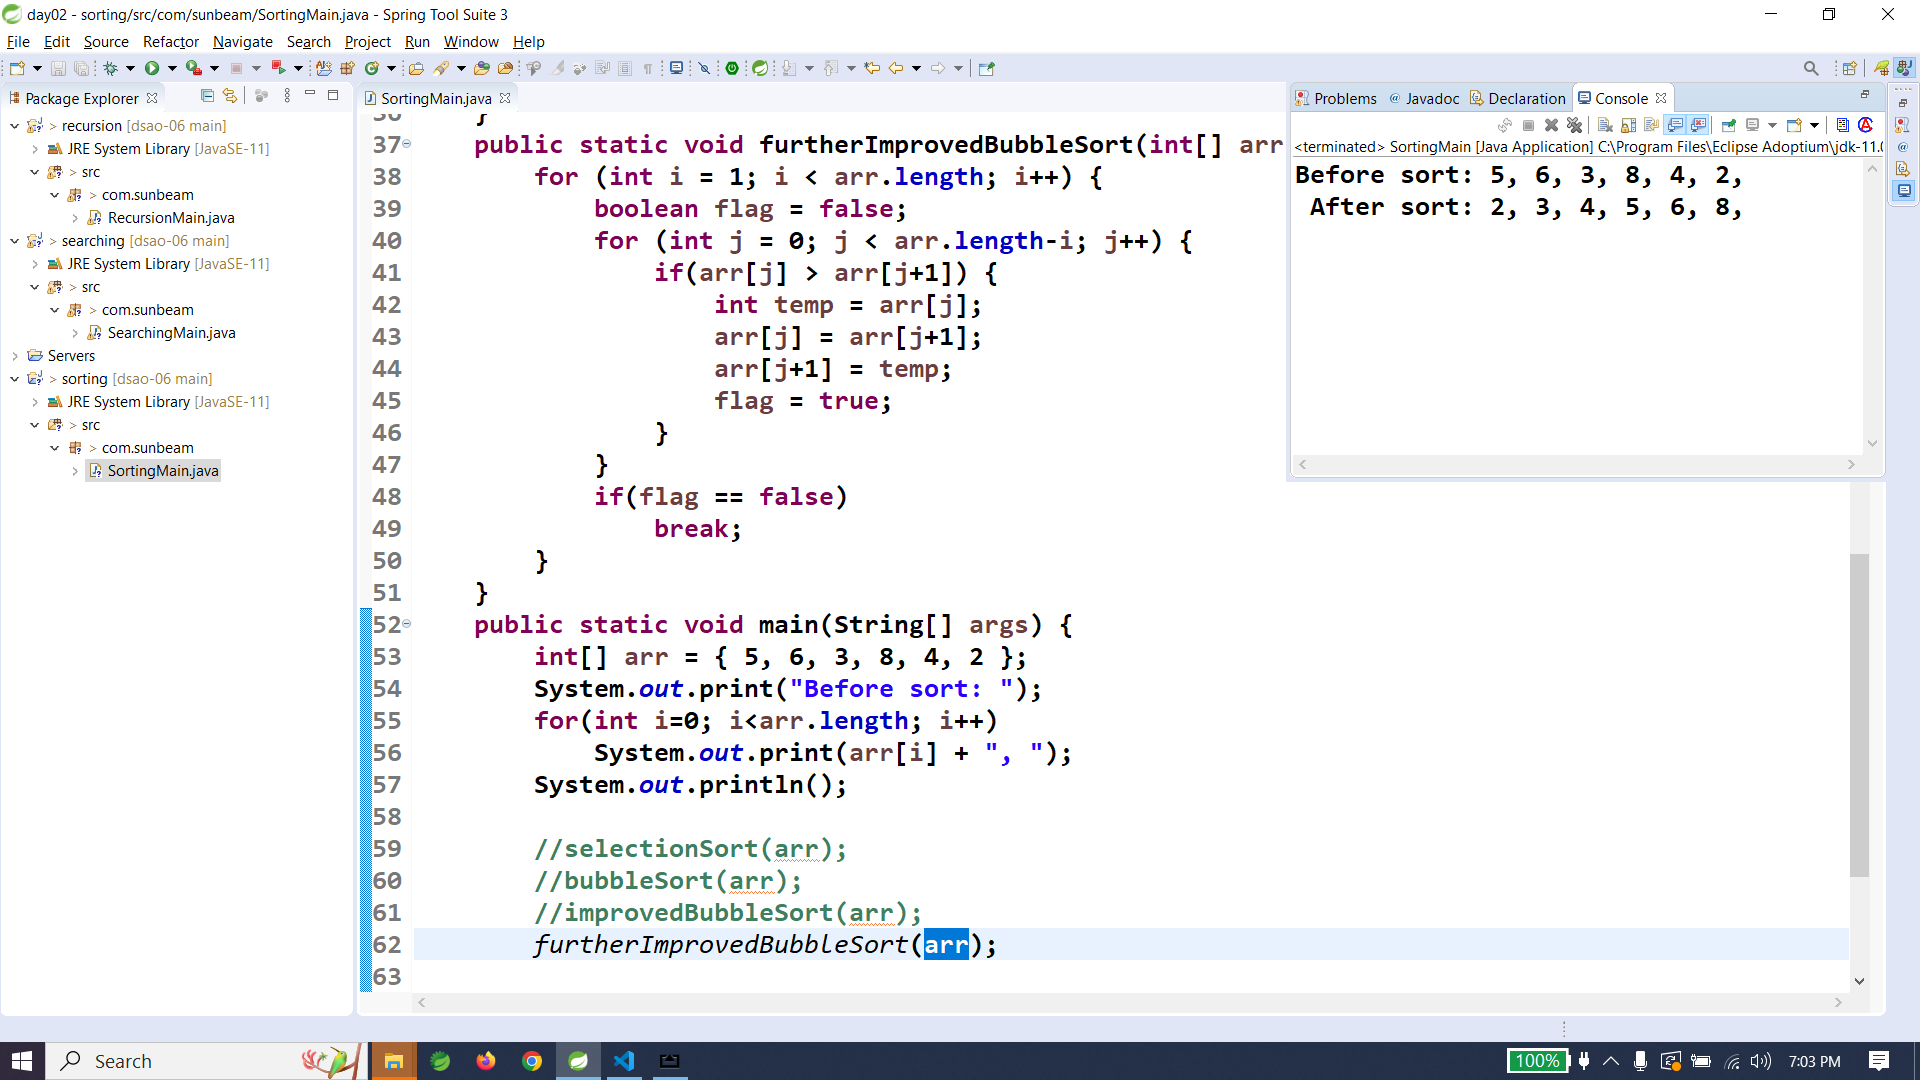 day02 - sorting/src/com/sunbeam/SortingMain.java - Spring Tool Suite 3
File Edit Source Refactor Navigate Search Project Run Window Help
Package Explorer
> recursion [dsao-06 main]
JRE System Library [JavaSE-11]
> src
> com.sunbeam
RecursionMain.java
> searching [dsao-06 main]
JRE System Library [JavaSE-11]
> src
> com.sunbeam
SearchingMain.java
Servers
> sorting [dsao-06 main]
JRE System Library [JavaSE-11]
> src
> com.sunbeam
SortingMain.java
SortingMain.java
37 public static void furtherImprovedBubbleSort(int[] arr
38 for (int i = 1; i < arr.length; i++) {
39 boolean flag = false;
40 for (int j = 0; j < arr.length-i; j++) {
41 if(arr[j] > arr[j+1]) {
42 int temp = arr[j];
43 arr[j] = arr[j+1];
44 arr[j+1] = temp;
45 flag = true;
46 }
47 }
48 if(flag == false)
49 break;
50 }
51 }
52 public static void main(String[] args) {
53 int[] arr = { 5, 6, 3, 8, 4, 2 };
54 System.out.print("Before sort: ");
55 for(int i=0; i<arr.length; i++)
56 System.out.print(arr[i] + ", ");
57 System.out.println();
58
59 //selectionSort(arr);
60 //bubbleSort(arr);
61 //improvedBubbleSort(arr);
62 furtherImprovedBubbleSort(arr);
63
Problems Javadoc Declaration Console
<terminated> SortingMain [Java Application] C:\Program Files\Eclipse Adoptium\jdk-11.0
Before sort: 5, 6, 3, 8, 4, 2,
After sort: 2, 3, 4, 5, 6, 8,
Search
100%
7:03 PM